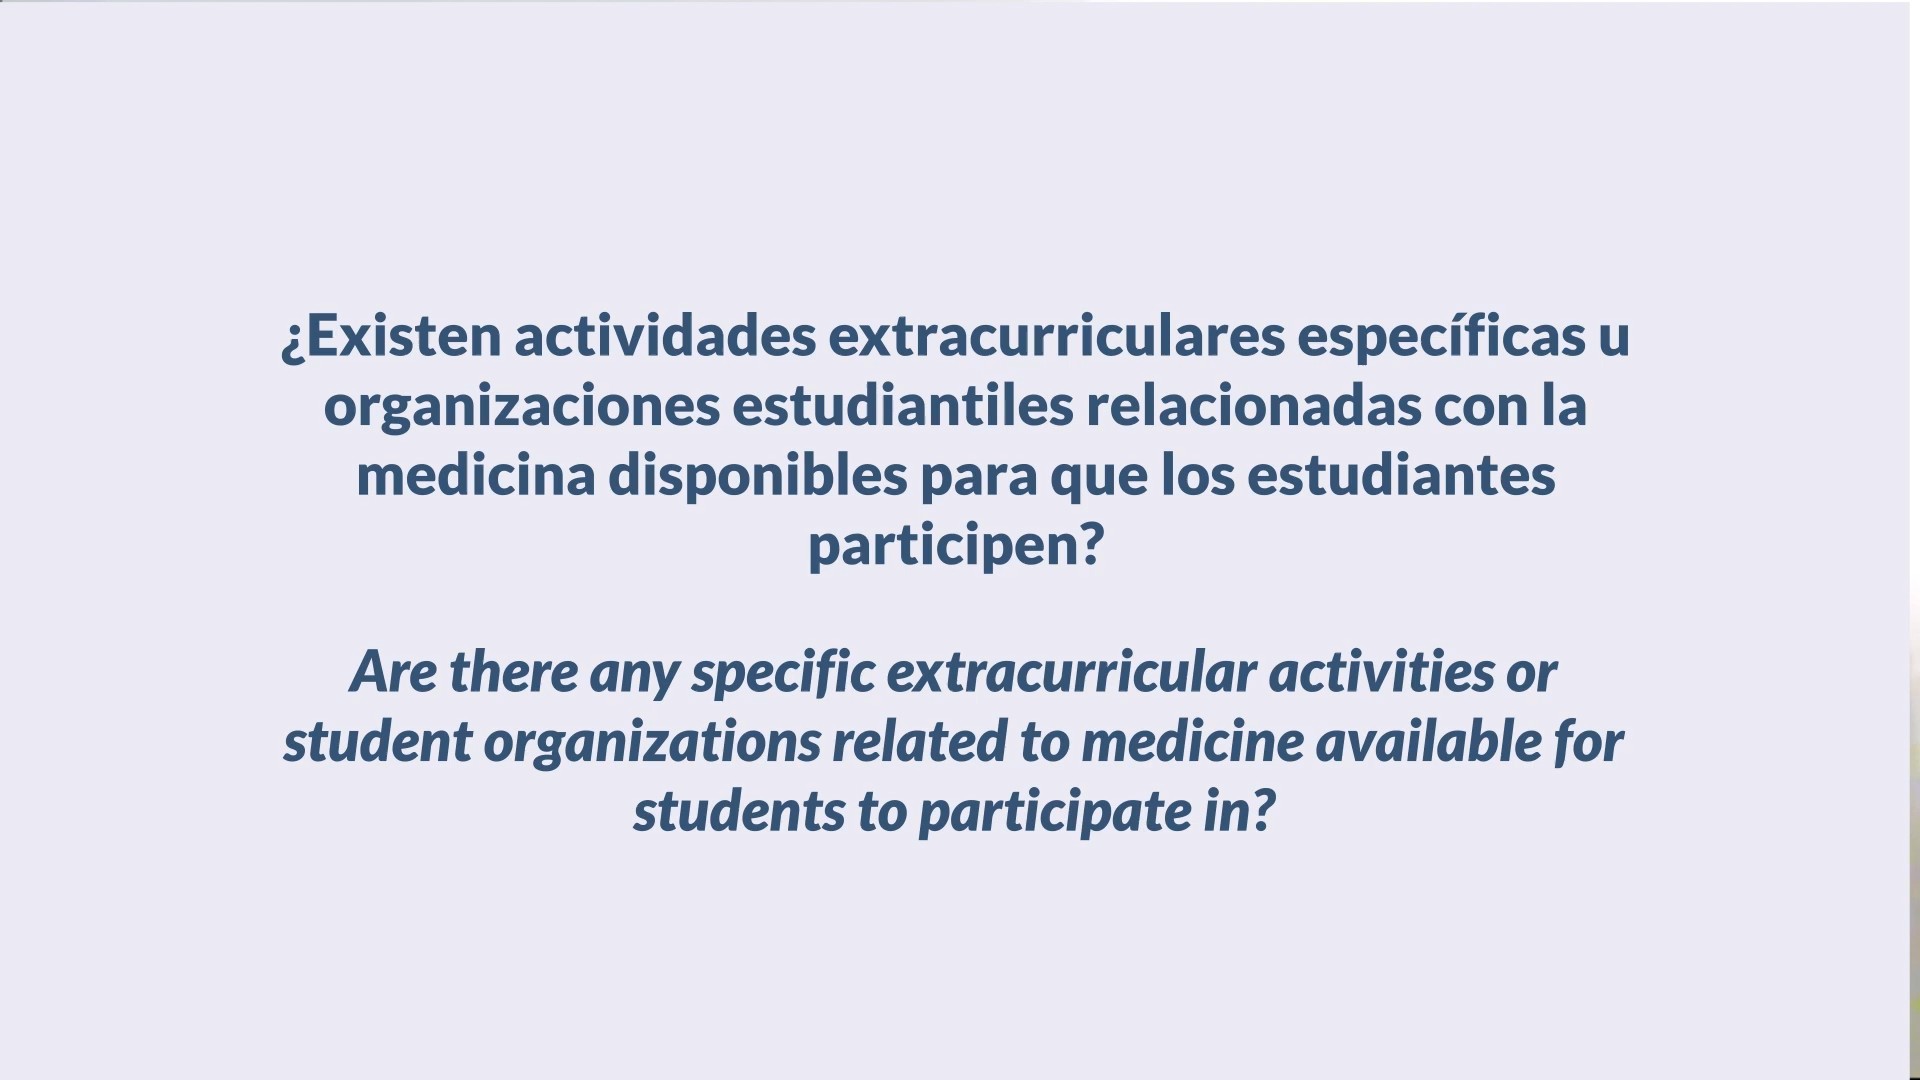 ¿Existen actividades extracurriculares específicas u
organizaciones estudiantiles relacionadas con la
medicina disponibles para que los estudiantes
participen?
Are there any specific extracurricular activities or
student organizations related to medicine available for
students to participate in?